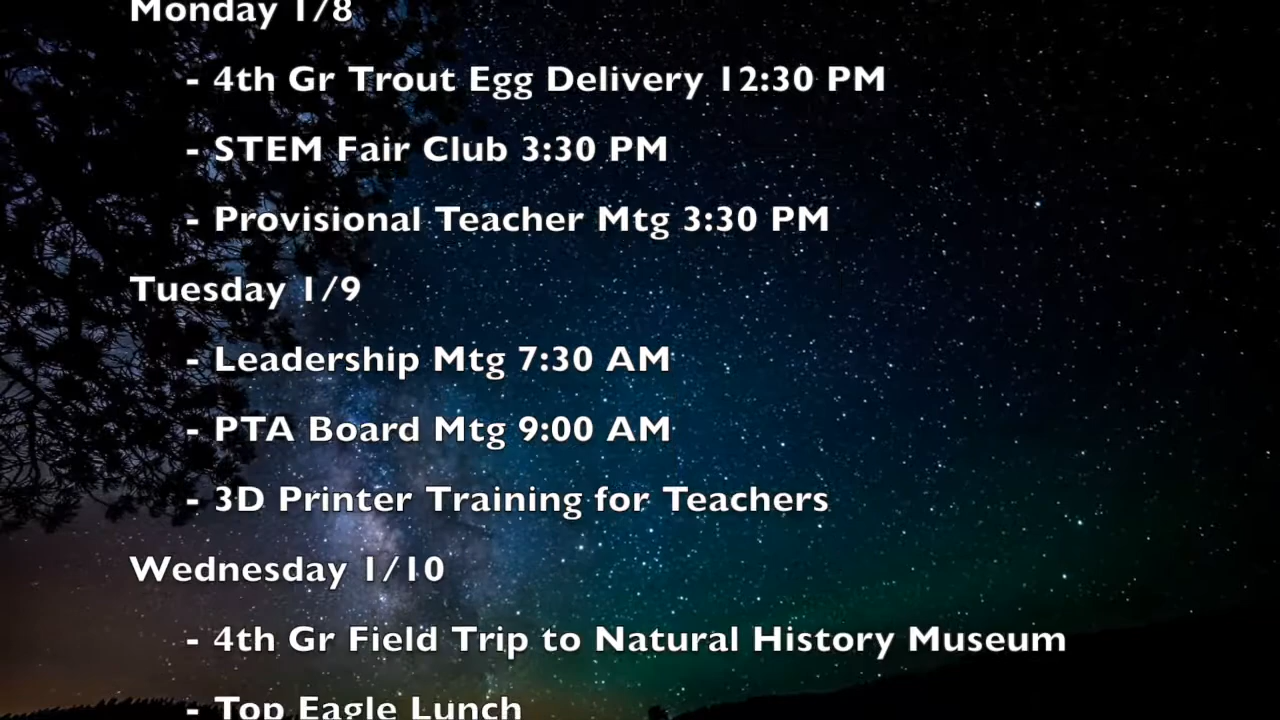 Monday 1/8
- 4th Gr Trout Egg Delivery 12:30 PM
- STEM Fair Club 3:30 PM
- Provisional Teacher Mtg 3:30 PM
Tuesday 1/9
- Leadership Mtg 7:30 AM
- PTA Board Mtg 9:00 AM
- 3D Printer Training for Teachers
Wednesday 1/10
- 4th Gr Field Trip to Natural History Museum
- Top Eagle Lunch